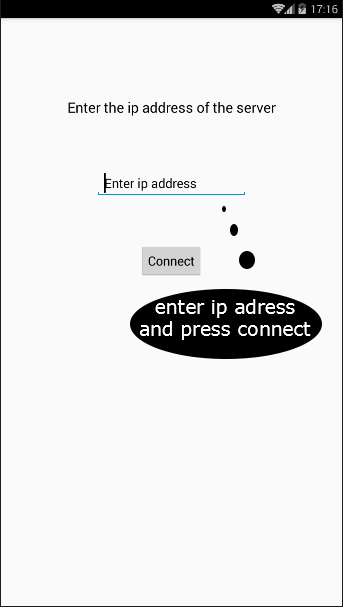 17:16
Enter the ip address of the server
Enter ip address
Connect
enter ip adress
and press connect